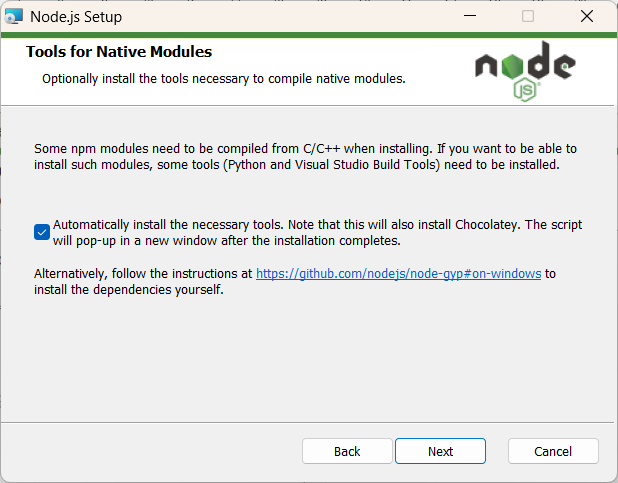 Node.js Setup
Tools for Native Modules
Optionally install the tools necessary to compile native modules.
node
JS
Some npm modules need to be compiled from C/C++ when installing. If you want to be able to
install such modules, some tools (Python and Visual Studio Build Tools) need to be installed.
Automatically install the necessary tools. Note that this will also install Chocolatey. The script
will pop-up in a new window after the installation completes.
Alternatively, follow the instructions at https://github.com/nodejs/node-gyp#on-windows to
install the dependencies yourself.
Back
Next
Cancel